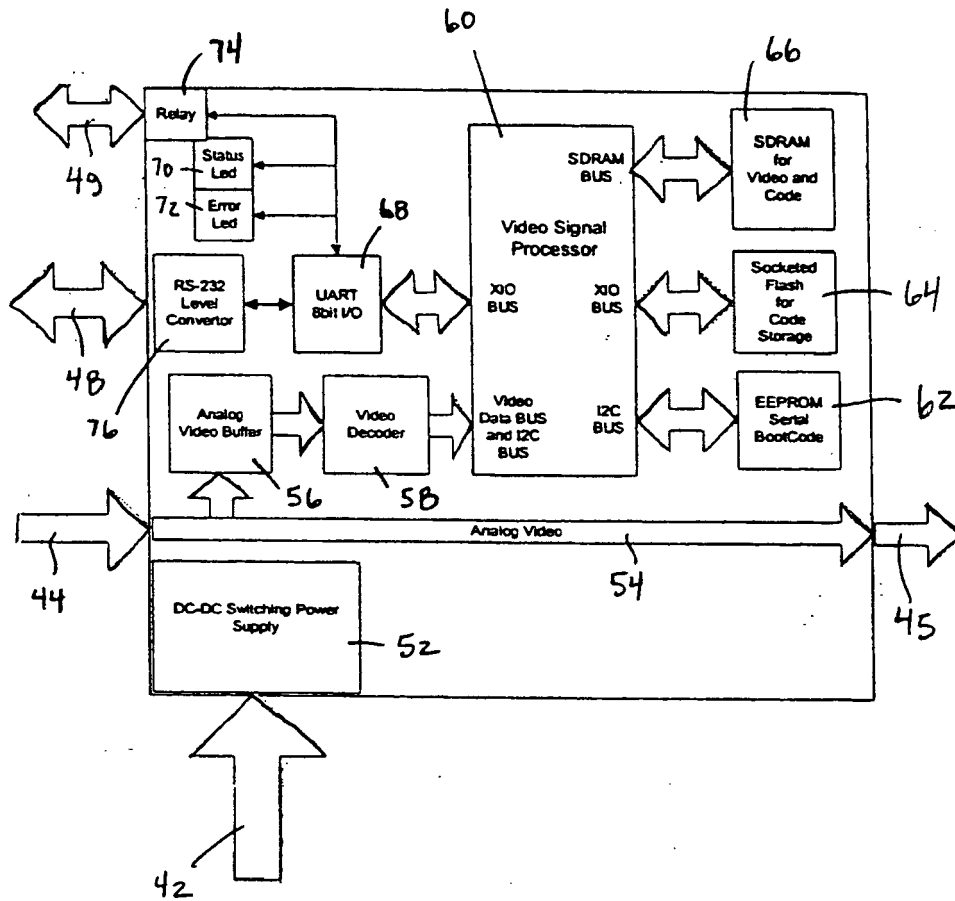 60
74
66
Relay
49
70
Status
Led
72
Error
Led
68
SDRAM
BUS
SDRAM
for
Video and
Code
Video Signal
Processor
RS-232
Level
Convertor
UART
8bit I/O
XIO
BUS
XIO
BUS
Socketed
Flash
for
Code
Storage
64
48
76
Analog
Video Buffer
Video
Decoder
Video
Data BUS
and I2C
BUS
I2C
BUS
EEPROM
Serial
BootCode
62
56
58
Analog Video
44
54
45
DC-DC Switching Power
Supply
52
42